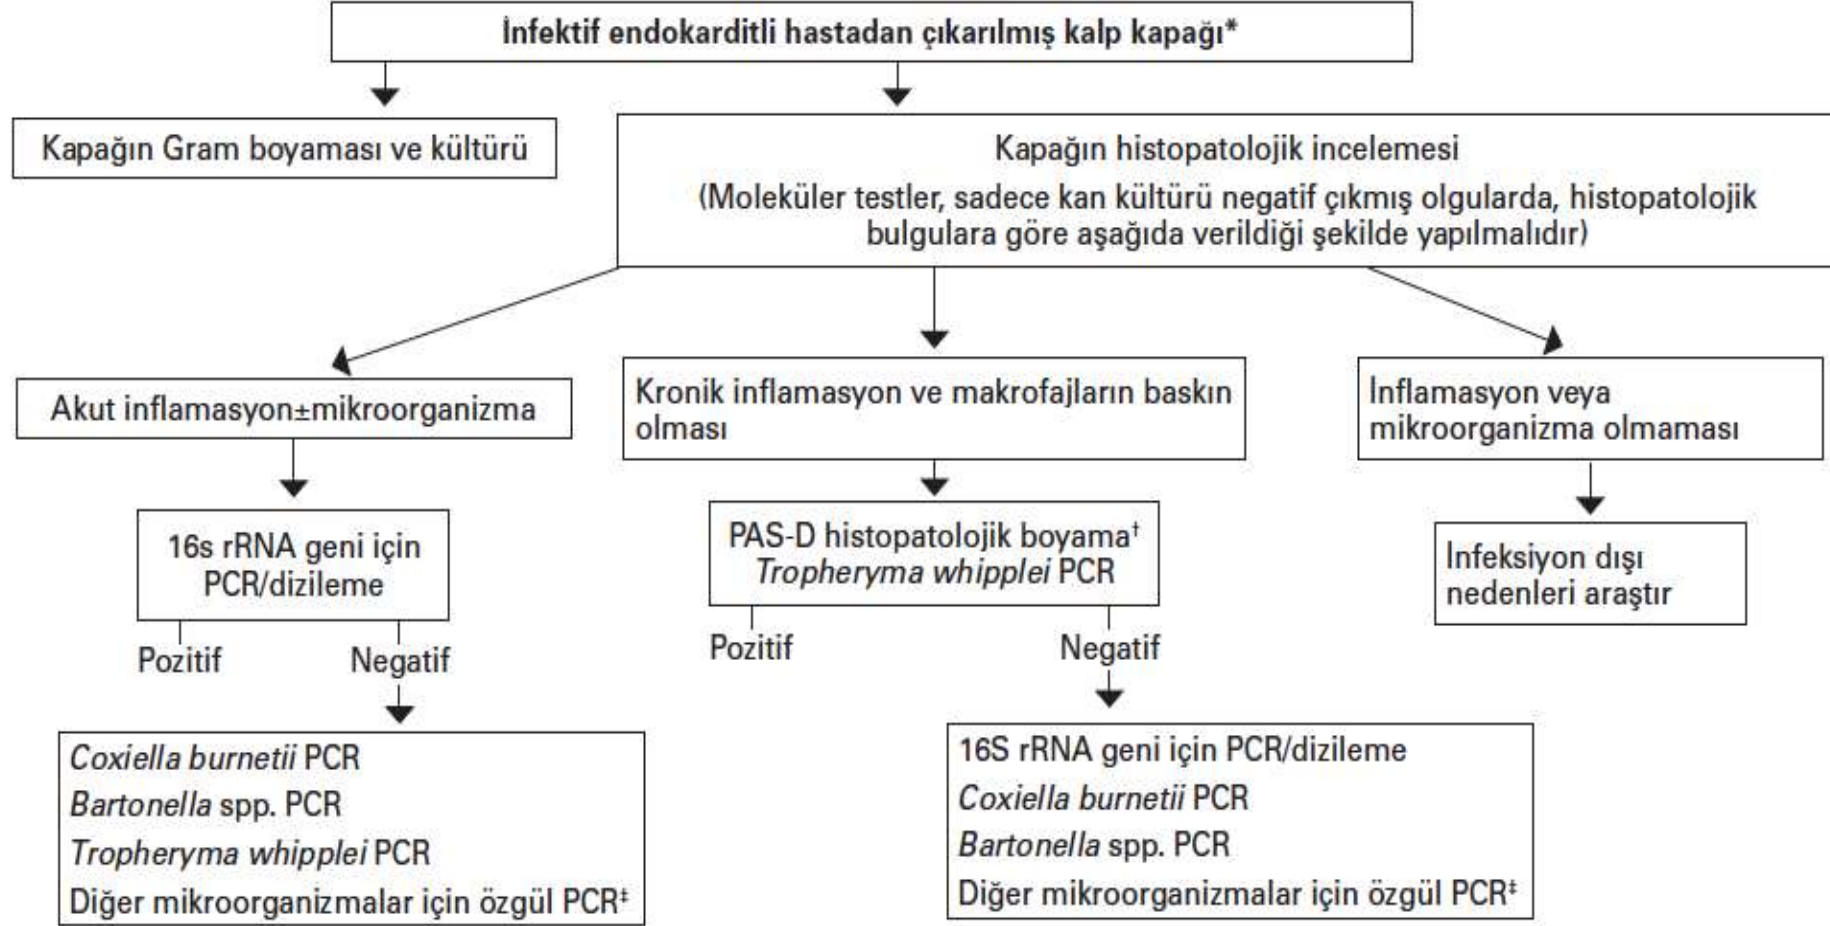 İnfektif endokarditli hastadan çıkarılmış kalp kapağı*
Kapağın Gram boyaması ve kültürü
Kapağın histopatolojik incelemesi
(Moleküler testler, sadece kan kültürü negatif çıkmış olgularda, histopatolojik
bulgulara göre aşağıda verildiği şekilde yapılmalıdır)
Akut inflamasyon±mikroorganizma
Kronik inflamasyon ve makrofajların baskın
olması
İnflamasyon veya
mikroorganizma olmaması
16s rRNA geni için
PCR/dizileme
PAS-D histopatolojik boyama†
Tropheryma whipplei PCR
İnfeksiyon dışı
nedenleri araştır
Pozitif
Negatif
Pozitif
Negatif
Coxiella burnetii PCR
Bartonella spp. PCR
Tropheryma whipplei PCR
Diğer mikroorganizmalar için özgül PCR‡
16S rRNA geni için PCR/dizileme
Coxiella burnetii PCR
Bartonella spp. PCR
Diğer mikroorganizmalar için özgül PCR‡